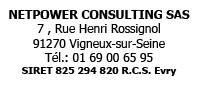 NETPOWER CONSULTING SAS
7 , Rue Henri Rossignol
91270 Vigneux-sur-Seine
Tél.: 01 69 00 65 95
SIRET 825 294 820 R.C.S. Evry